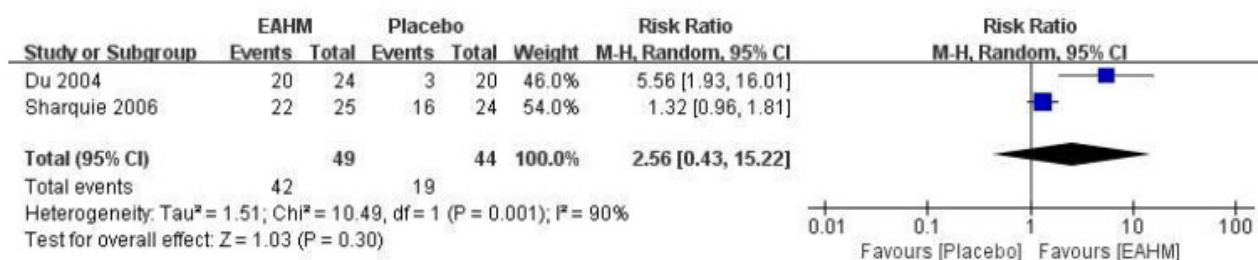 EAHM Placebo Risk Ratio Risk Ratio
Study or Subgroup Events Total Events Total Weight M-H, Random, 95% CI M-H, Random, 95% CI
Du 2004 20 24 3 20 46.0% 5.56 [1.93, 16.01]
Sharquie 2006 22 25 16 24 54.0% 1.32 [0.96, 1.81]
Total (95% CI) 49 44 100.0% 2.56 [0.43, 15.22]
Total events 42 19
Heterogeneity: Tau² = 1.51; Chi² = 10.49, df = 1 (P = 0.001); I² = 90%
Test for overall effect: Z = 1.03 (P = 0.30)
0.01 0.1 1 10 100
Favours [Placebo] Favours [EAHM]